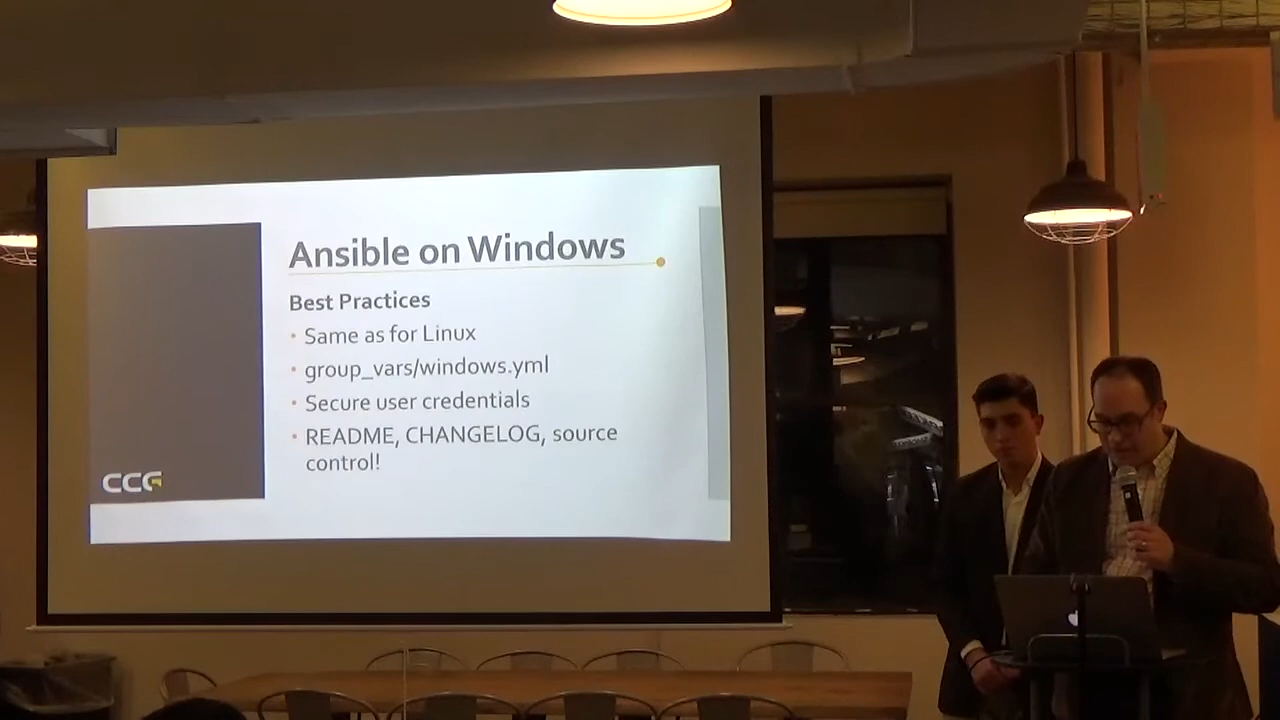 Ansible on Windows
Best Practices
• Same as for Linux
• group_vars/windows.yml
• Secure user credentials
• README, CHANGELOG, source
control!
CCG